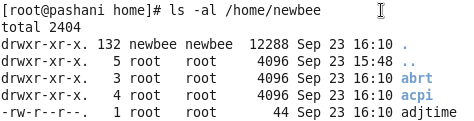 [root@pashani home]# ls -al /home/newbee
total 2404
drwxr-xr-x. 132 newbee newbee  12288 Sep 23 16:10 .
drwxr-xr-x.   5 root   root     4096 Sep 23 15:48 ..
drwxr-xr-x.   3 root   root     4096 Sep 23 16:10 abrt
drwxr-xr-x.   4 root   root     4096 Sep 23 16:10 acpi
-rw-r--r--.   1 root   root       44 Sep 23 16:10 adjtime